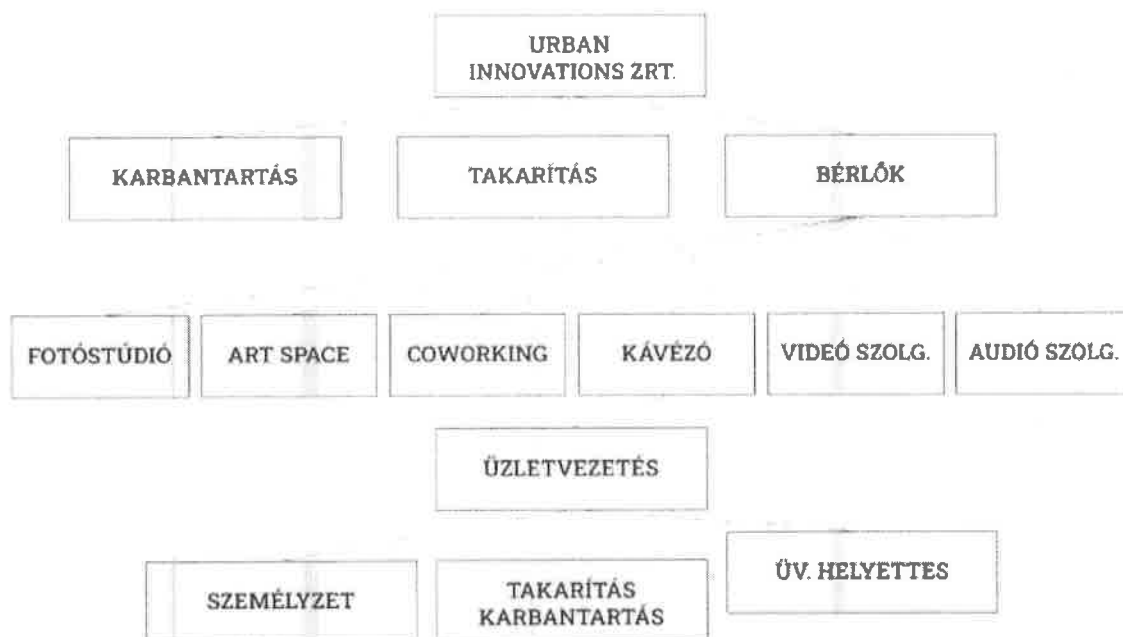 URBAN
INNOVATIONS ZRT.
KARBANTARTÁS
TAKARÍTÁS
BÉRLŐK
FOTÓSTÚDIÓ
ART SPACE
COWORKING
KÁVÉZÓ
VIDEÓ SZOLG.
AUDIÓ SZOLG.
ÜZLETVEZETÉS
ÜV. HELYETTES
SZEMÉLYZET
TAKARÍTÁS
KARBANTARTÁS